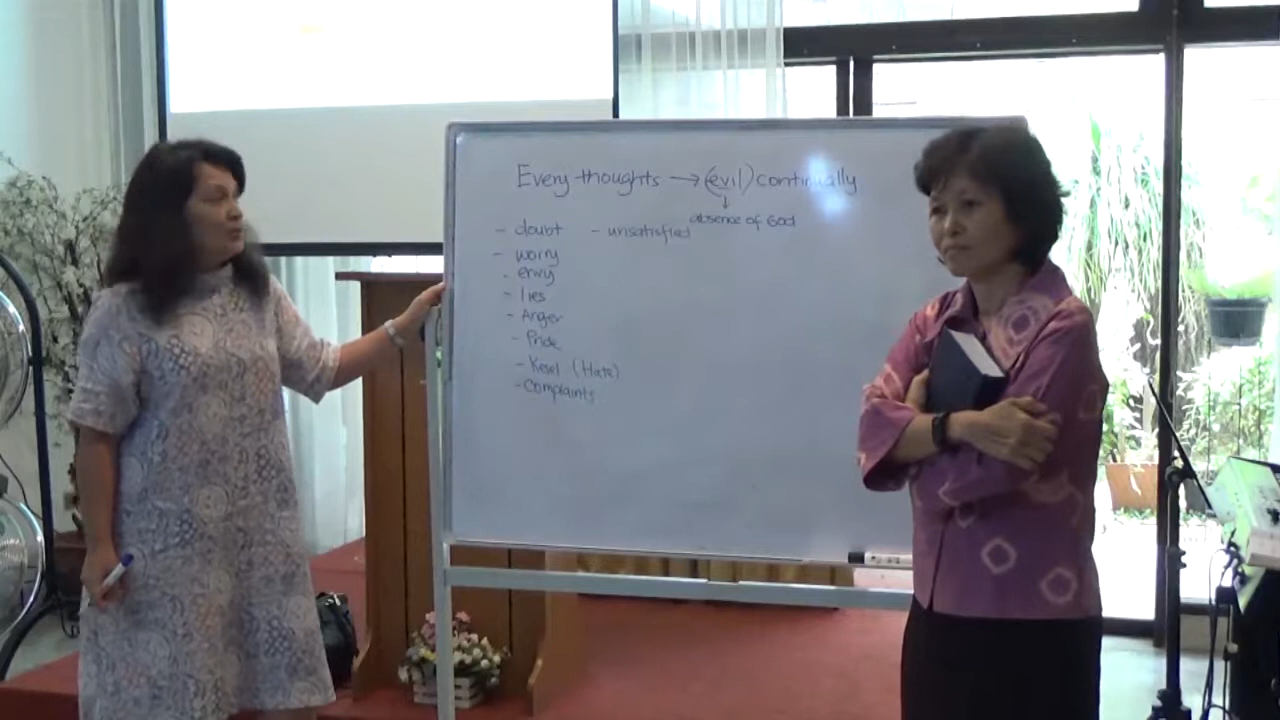 Every thoughts → (evil) continually
↓
absence of God
- doubt - unsatisfied
- worry
- envy
- lies
- Anger
- Pride
- Kesel (Hate)
- Complaints